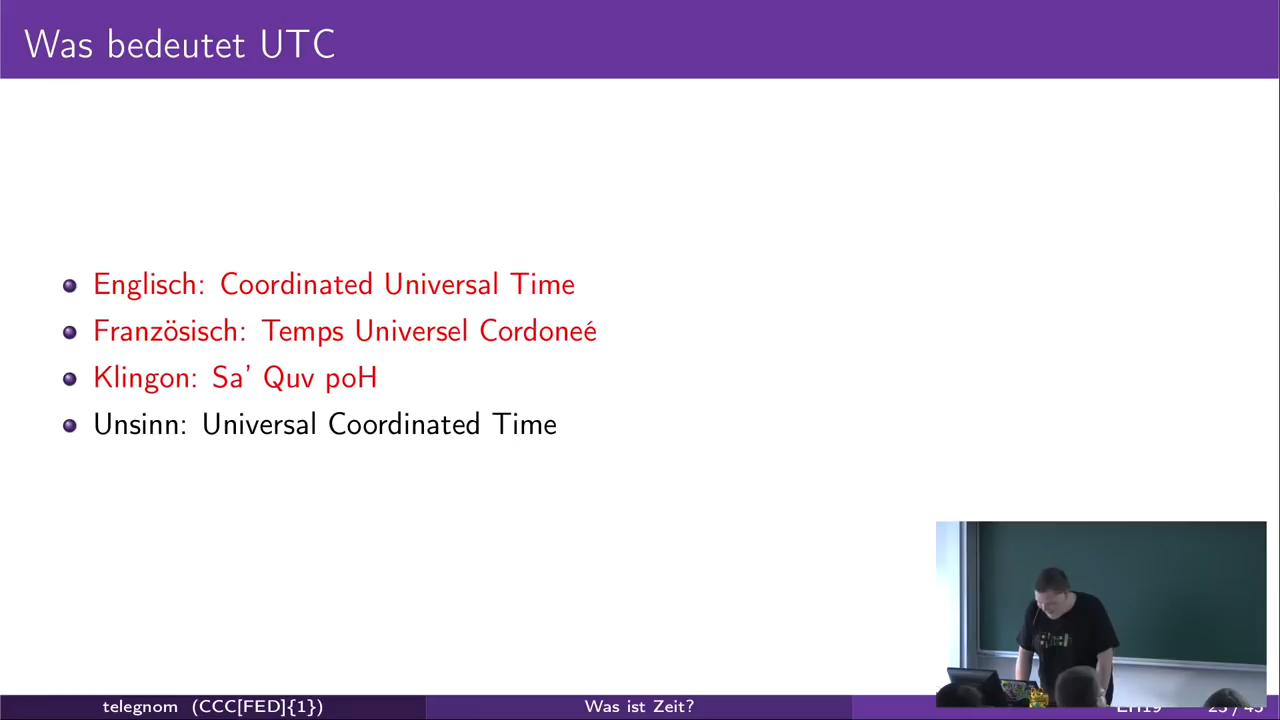 Was bedeutet UTC
Englisch: Coordinated Universal Time
Französisch: Temps Universel Cordoneé
Klingon: Sa' Quv poH
Unsinn: Universal Coordinated Time
telegnom (CCC[FED]{1})
Was ist Zeit?